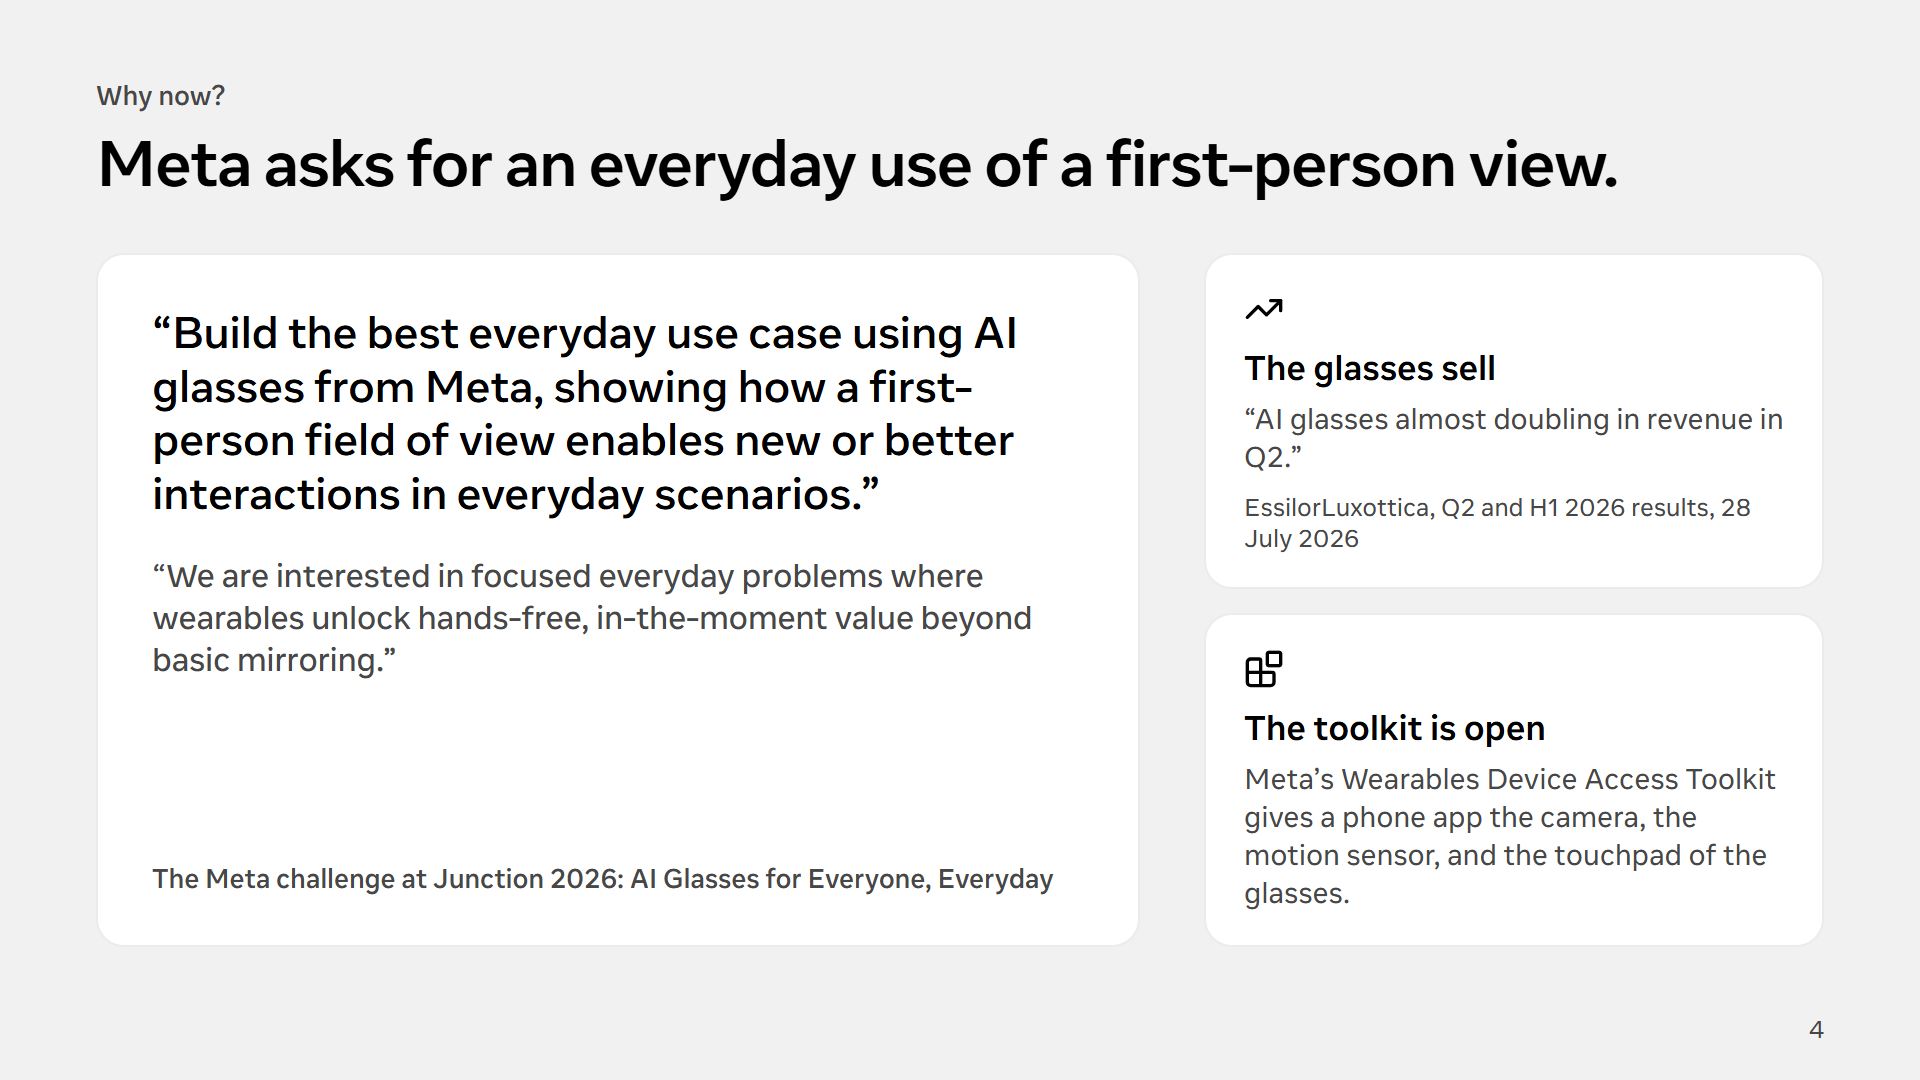 Why now?
Meta asks for an everyday use of a first-person view.
“Build the best everyday use case using AI
glasses from Meta, showing how a first-
person field of view enables new or better
interactions in everyday scenarios.”
“We are interested in focused everyday problems where
wearables unlock hands-free, in-the-moment value beyond
basic mirroring.”
The Meta challenge at Junction 2026: AI Glasses for Everyone, Everyday
The glasses sell
“AI glasses almost doubling in revenue in
Q2.”
EssilorLuxottica, Q2 and H1 2026 results, 28
July 2026
The toolkit is open
Meta’s Wearables Device Access Toolkit
gives a phone app the camera, the
motion sensor, and the touchpad of the
glasses.
4